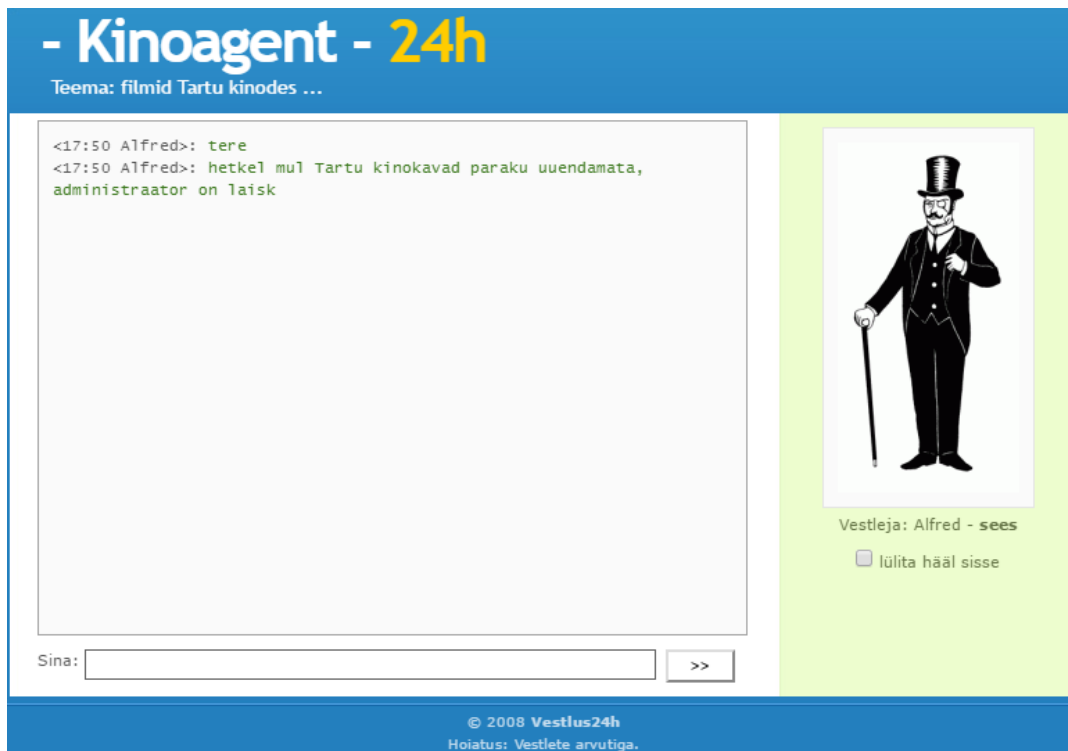 - Kinoagent - 24h
Teema: filmid Tartu kinodes ...
<17:50 Alfred>: tere
<17:50 Alfred>: hetkel mul Tartu kinokavad paraku uuendamata,
administraator on laisk
Vestleja: Alfred - sees
lülita hääl sisse
Sina:
>>
© 2008 Vestlus24h
Hoiatus: Vestlete arvutiga.